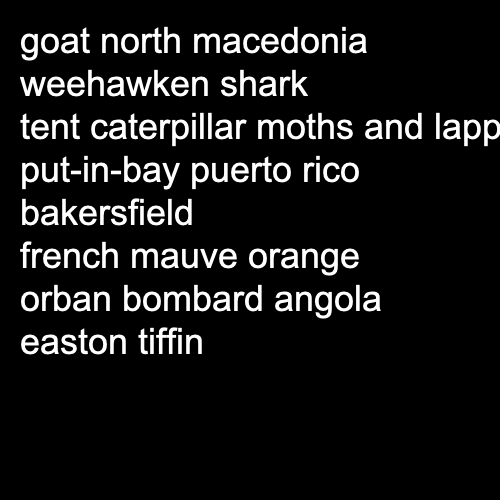 goat north macedonia
weehawken shark
tent caterpillar moths and lapp
put-in-bay puerto rico
bakersfield
french mauve orange
orban bombard angola
easton tiffin